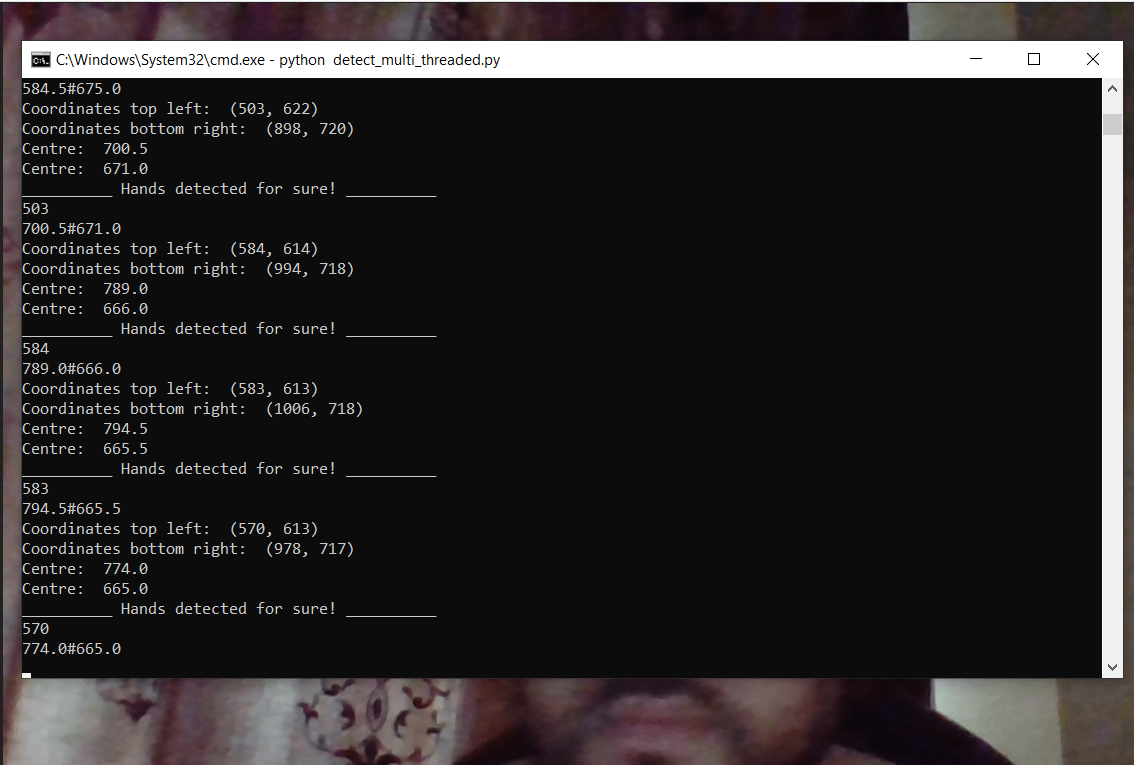 C:\Windows\System32\cmd.exe - python  detect_multi_threaded.py
584.5#675.0
Coordinates top left:  (503, 622)
Coordinates bottom right:  (898, 720)
Centre:  700.5
Centre:  671.0
__________ Hands detected for sure! __________
503
700.5#671.0
Coordinates top left:  (584, 614)
Coordinates bottom right:  (994, 718)
Centre:  789.0
Centre:  666.0
__________ Hands detected for sure! __________
584
789.0#666.0
Coordinates top left:  (583, 613)
Coordinates bottom right:  (1006, 718)
Centre:  794.5
Centre:  665.5
__________ Hands detected for sure! __________
583
794.5#665.5
Coordinates top left:  (570, 613)
Coordinates bottom right:  (978, 717)
Centre:  774.0
Centre:  665.0
__________ Hands detected for sure! __________
570
774.0#665.0